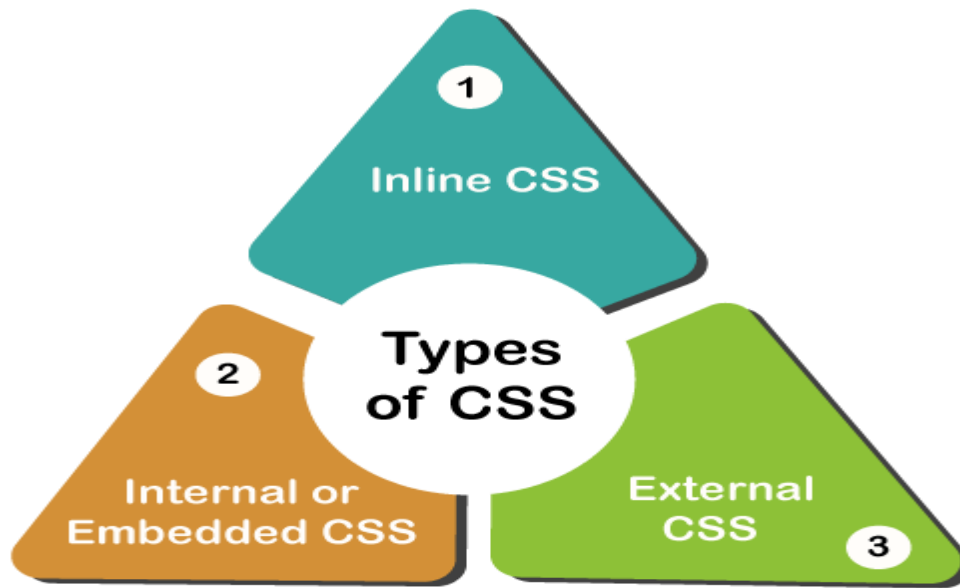 1
Inline CSS
Types
of CSS
2
Internal or
Embedded CSS
External
CSS
3